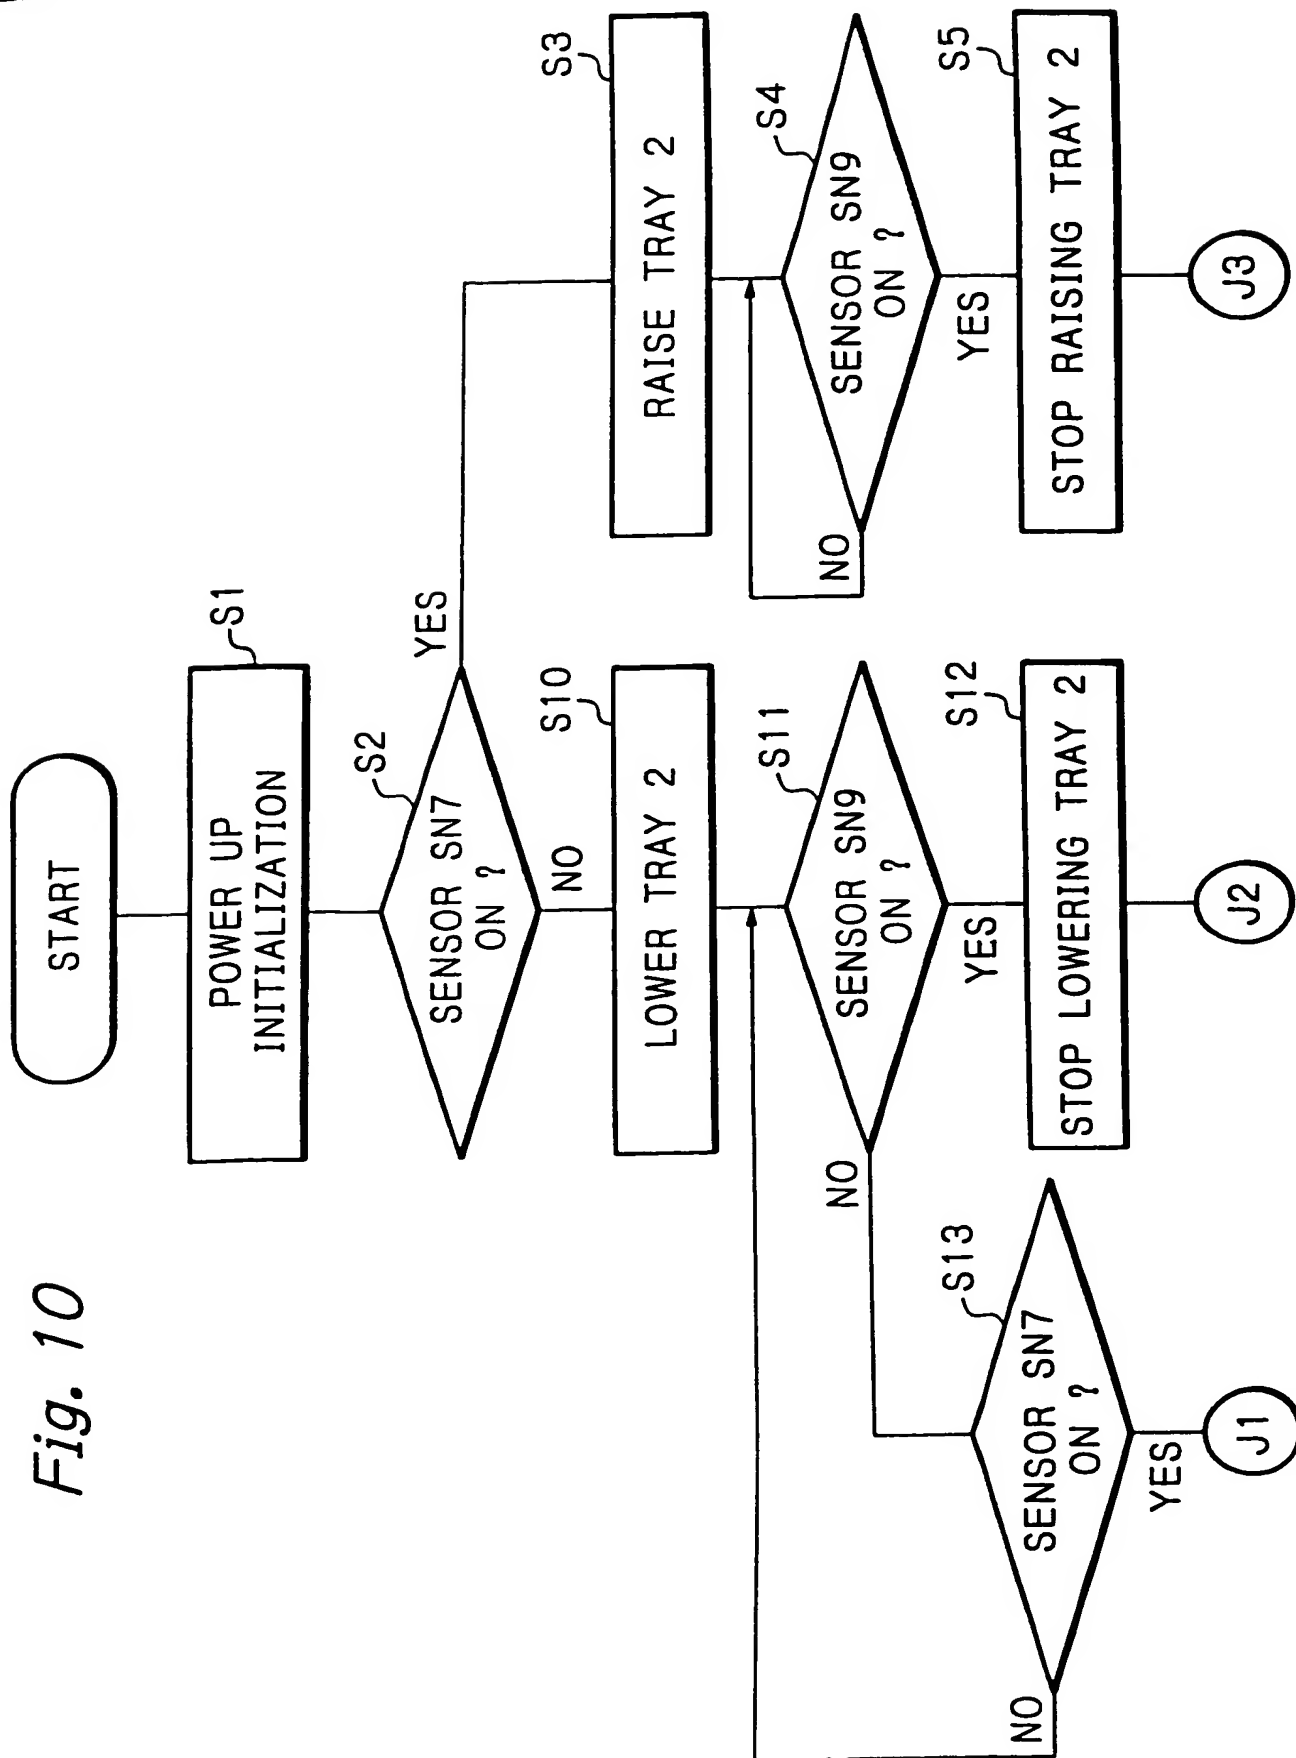 Fig. 10
START
POWER UP
INITIALIZATION
S1
SENSOR SN7
ON ?
S2
YES
NO
LOWER TRAY 2
S10
RAISE TRAY 2
S3
SENSOR SN9
ON ?
S11
NO
YES
SENSOR SN9
ON ?
S4
NO
YES
SENSOR SN7
ON ?
S13
NO
YES
STOP LOWERING TRAY 2
S12
STOP RAISING TRAY 2
S5
J1
J2
J3